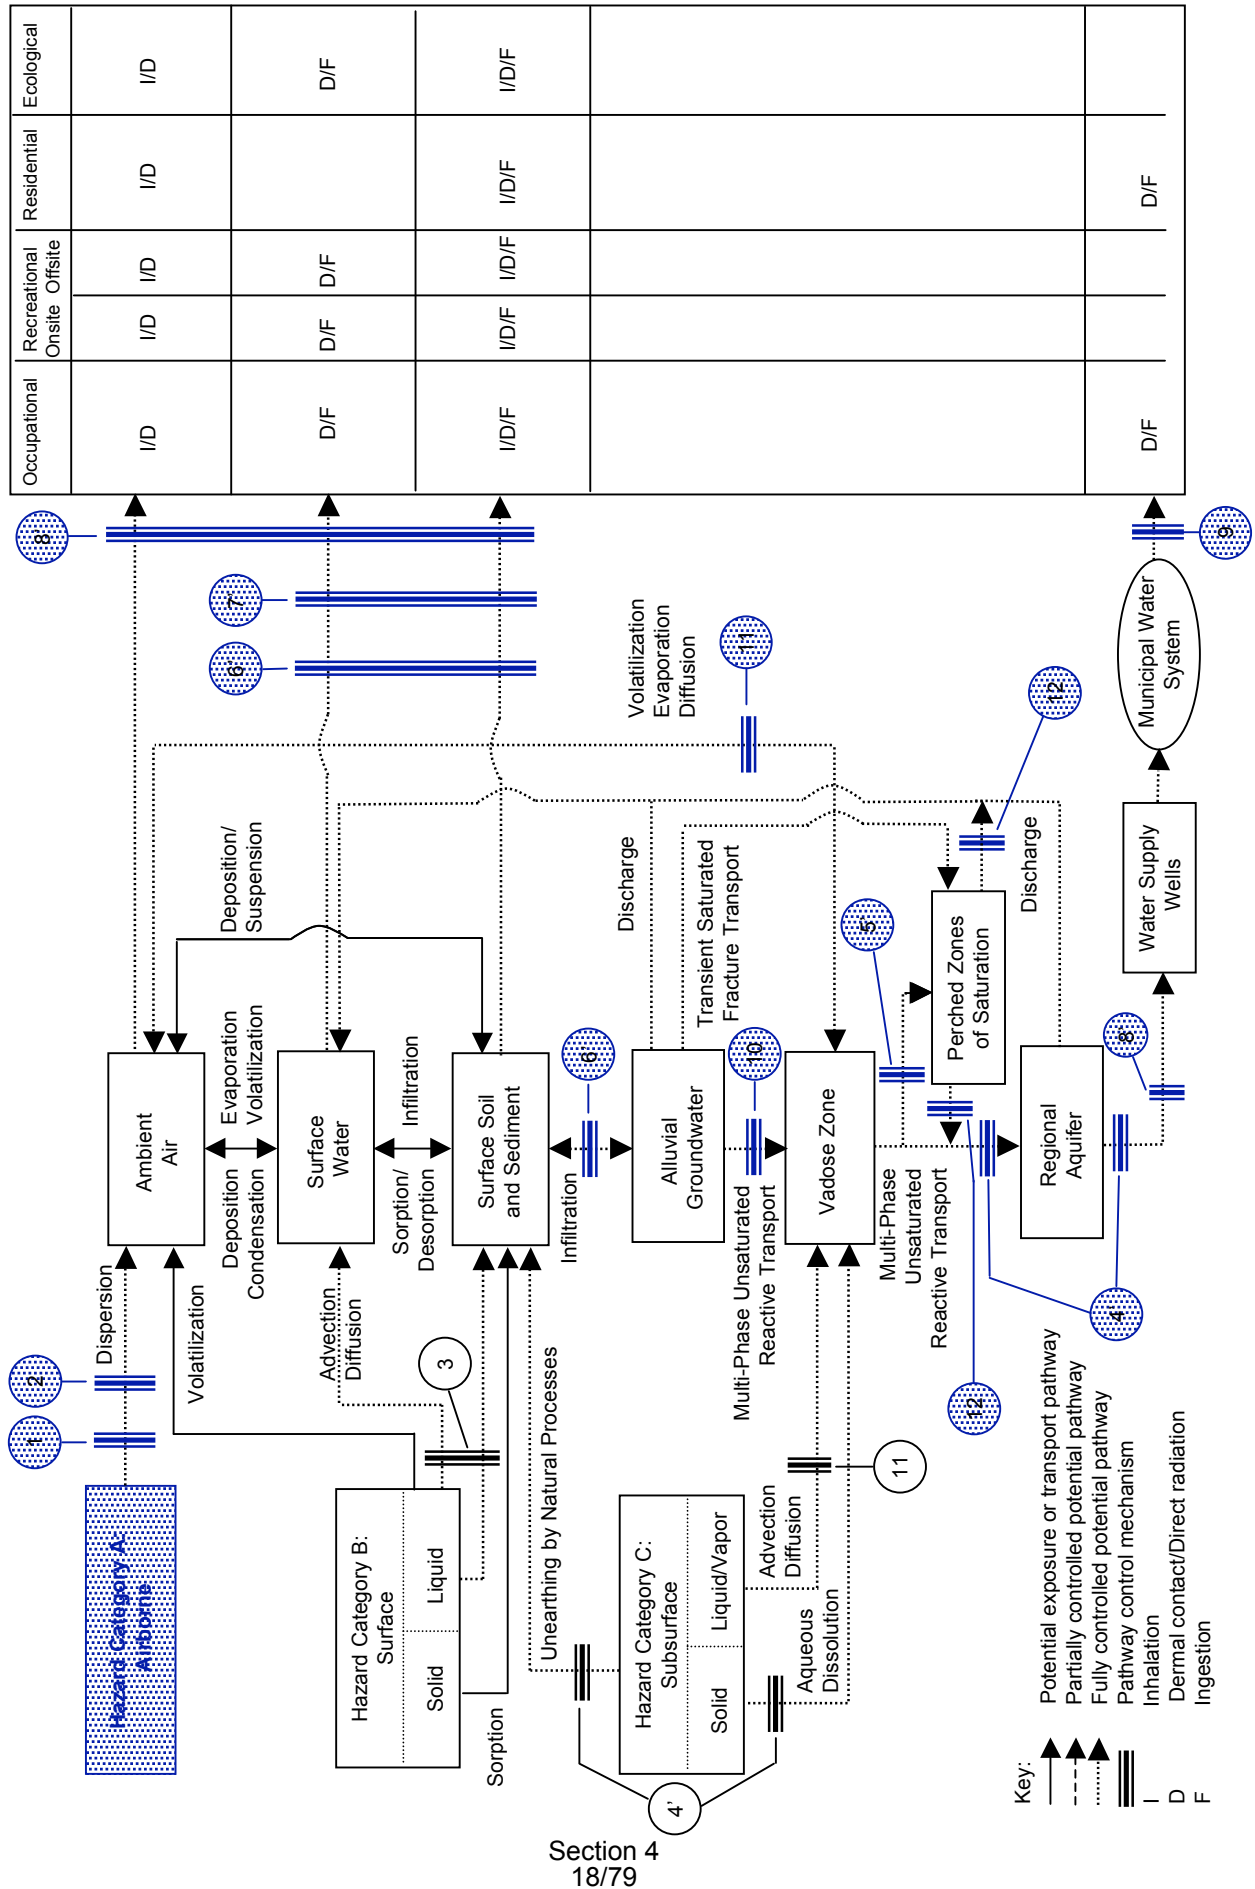 Occupational
Recreational
Onsite Offsite
Residential
Ecological
I/D
I/D
I/D
I/D
I/D
D/F
D/F
D/F
D/F
I/D/F
I/D/F
I/D/F
I/D/F
I/D/F
D/F
D/F
8'
7'
6'
1
2
Hazard Category A:
Airborne
Dispersion
Volatilization
Ambient
Air
Deposition/
Suspension
Deposition
Condensation
Evaporation
Volatilization
Surface
Water
Advection
Diffusion
3
Hazard Category B:
Surface
Solid
Liquid
Sorption/
Desorption
Infiltration
Surface Soil
and Sediment
Sorption
Unearthing by Natural Processes
Infiltration
6'
Alluvial
Groundwater
Discharge
Transient Saturated
Fracture Transport
Volatilization
Evaporation
Diffusion
11
Multi-Phase Unsaturated
Reactive Transport
10
Hazard Category C:
Subsurface
Solid
Liquid/Vapor
4'
Advection
Diffusion
Aqueous
Dissolution
11
Vadose Zone
5'
Multi-Phase
Unsaturated
Reactive Transport
Perched Zones
of Saturation
12
12
Discharge
Regional
Aquifer
4'
8'
Water Supply
Wells
Municipal Water
System
9
Key:
Potential exposure or transport pathway
Partially controlled potential pathway
Fully controlled potential pathway
Pathway control mechanism
I Inhalation
D Dermal contact/Direct radiation
F Ingestion
Section 4
18/79